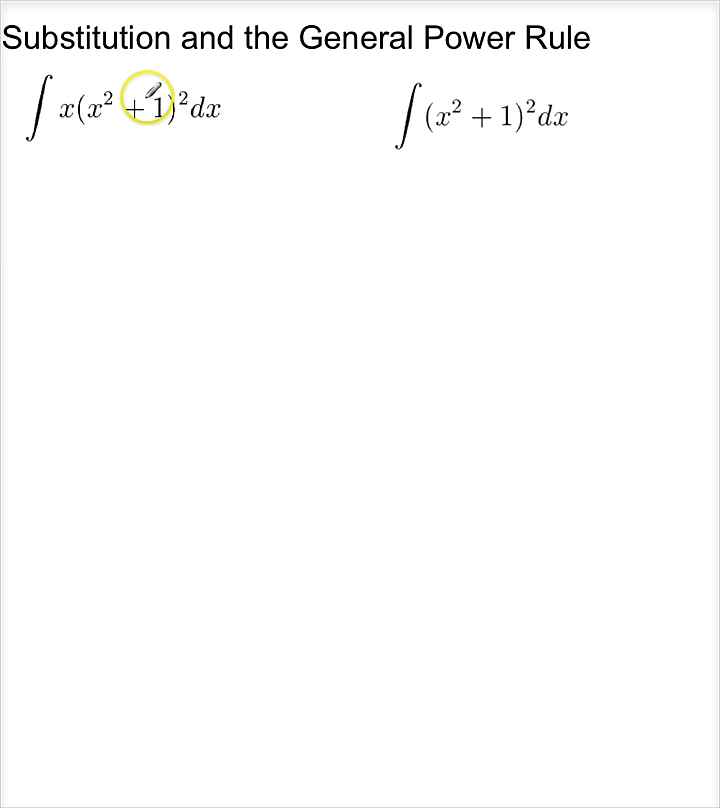 Substitution and the General Power Rule
∫ x(x² + 1)² dx
∫ (x² + 1)² dx